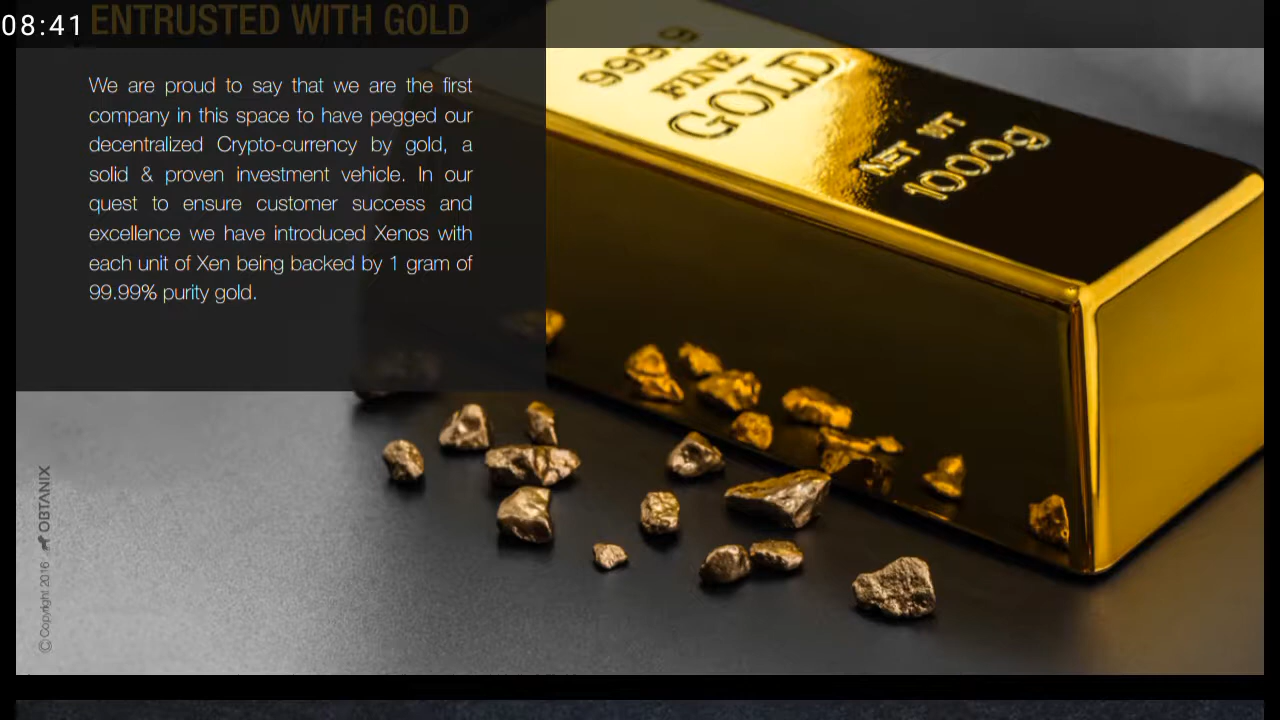 08:41
ENTRUSTED WITH GOLD
We are proud to say that we are the first
company in this space to have pegged our
decentralized Crypto-currency by gold, a
solid & proven investment vehicle. In our
quest to ensure customer success and
excellence we have introduced Xenos with
each unit of Xen being backed by 1 gram of
99.99% purity gold.
999.9
FINE
GOLD
NET WT
1000g
© Copyright 2016 OBTANIX